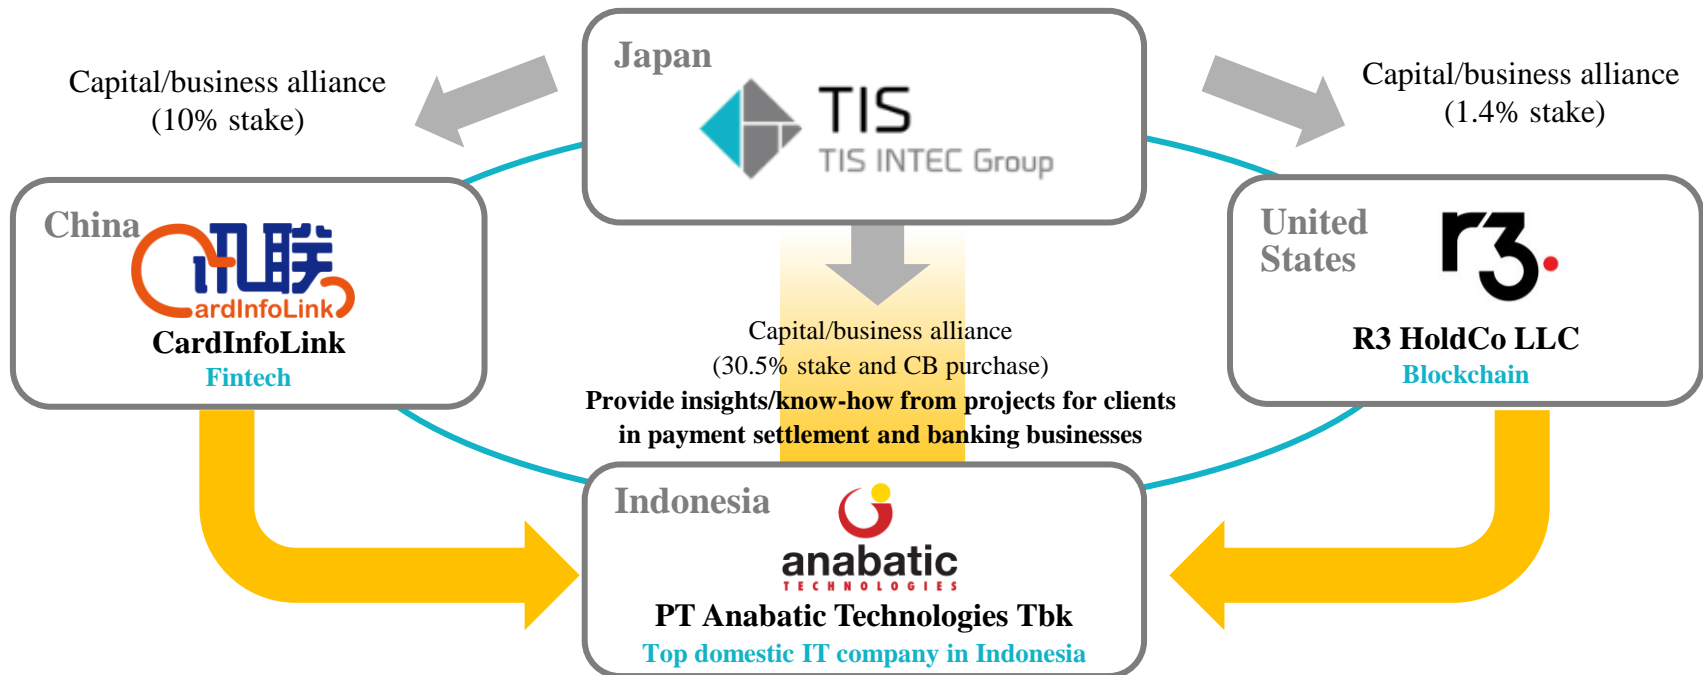 Japan
TIS
TIS INTEC Group
Capital/business alliance
(10% stake)
Capital/business alliance
(1.4% stake)
China
讯联
ardInfoLink
CardInfoLink
Fintech
United
States
r3.
R3 HoldCo LLC
Blockchain
Capital/business alliance
(30.5% stake and CB purchase)
Provide insights/know-how from projects for clients
in payment settlement and banking businesses
Indonesia
anabatic
TECHNOLOGIES
PT Anabatic Technologies Tbk
Top domestic IT company in Indonesia